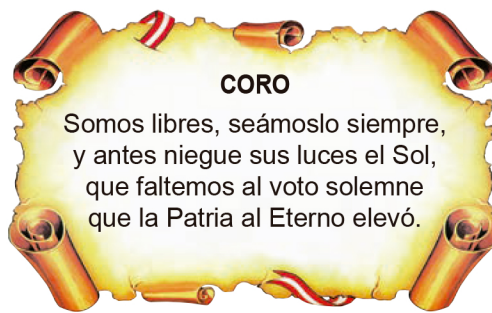 CORO
Somos libres, seámoslo siempre,
y antes niegue sus luces el Sol,
que faltemos al voto solemne
que la Patria al Eterno elevó.